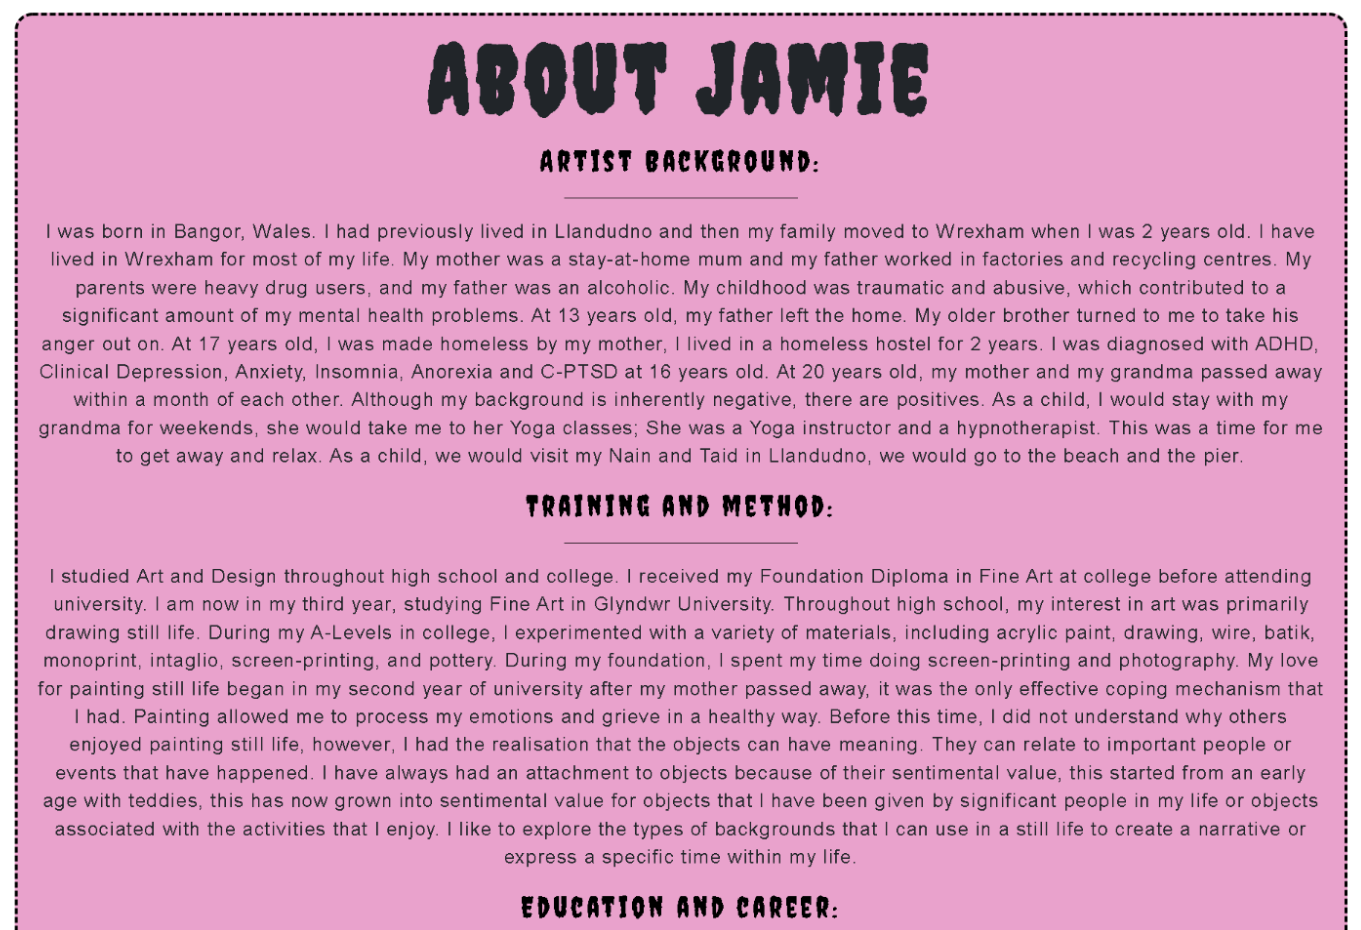 ABOUT JAMIE
ARTIST BACKGROUND:
I was born in Bangor, Wales. I had previously lived in Llandudno and then my family moved to Wrexham when I was 2 years old. I have
lived in Wrexham for most of my life. My mother was a stay-at-home mum and my father worked in factories and recycling centres. My
parents were heavy drug users, and my father was an alcoholic. My childhood was traumatic and abusive, which contributed to a
significant amount of my mental health problems. At 13 years old, my father left the home. My older brother turned to me to take his
anger out on. At 17 years old, I was made homeless by my mother, I lived in a homeless hostel for 2 years. I was diagnosed with ADHD,
Clinical Depression, Anxiety, Insomnia, Anorexia and C-PTSD at 16 years old. At 20 years old, my mother and my grandma passed away
within a month of each other. Although my background is inherently negative, there are positives. As a child, I would stay with my
grandma for weekends, she would take me to her Yoga classes; She was a Yoga instructor and a hypnotherapist. This was a time for me
to get away and relax. As a child, we would visit my Nain and Taid in Llandudno, we would go to the beach and the pier.
TRAINING AND METHOD:
I studied Art and Design throughout high school and college. I received my Foundation Diploma in Fine Art at college before attending
university. I am now in my third year, studying Fine Art in Glyndwr University. Throughout high school, my interest in art was primarily
drawing still life. During my A-Levels in college, I experimented with a variety of materials, including acrylic paint, drawing, wire, batik,
monoprint, intaglio, screen-printing, and pottery. During my foundation, I spent my time doing screen-printing and photography. My love
for painting still life began in my second year of university after my mother passed away, it was the only effective coping mechanism that
I had. Painting allowed me to process my emotions and grieve in a healthy way. Before this time, I did not understand why others
enjoyed painting still life, however, I had the realisation that the objects can have meaning. They can relate to important people or
events that have happened. I have always had an attachment to objects because of their sentimental value, this started from an early
age with teddies, this has now grown into sentimental value for objects that I have been given by significant people in my life or objects
associated with the activities that I enjoy. I like to explore the types of backgrounds that I can use in a still life to create a narrative or
express a specific time within my life.
EDUCATION AND CAREER: